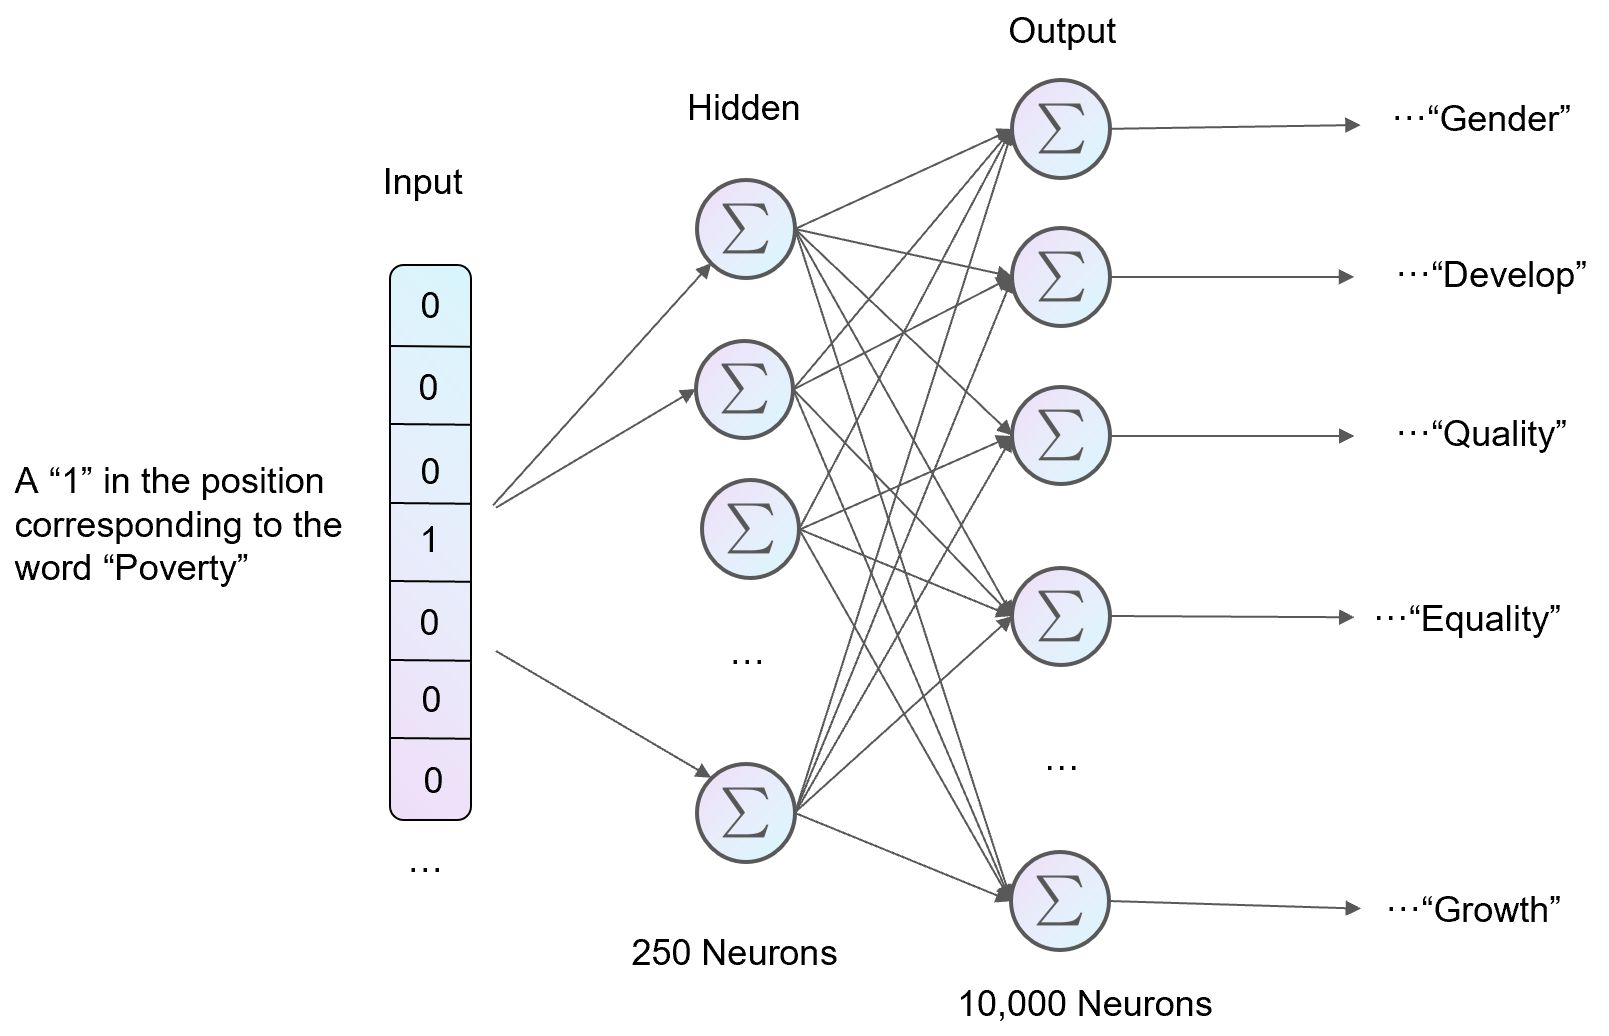 Output
Hidden
Input
Σ
Σ
Σ
Σ
Σ
Σ
Σ
Σ
Σ
…“Gender”
…“Develop”
…“Quality”
…“Equality”
…“Growth”
0
0
0
1
0
0
0
…
…
…
A “1” in the position
corresponding to the
word “Poverty”
250 Neurons
10,000 Neurons